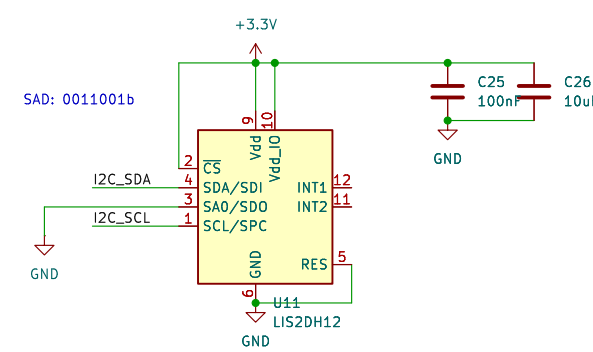 +3.3V
SAD: 0011001b
C25
100nF
C26
9
10
Vdd
Vdd_IO
2
CS
I2C_SDA
4
SDA/SDI
INT1
12
3
SA0/SDO
INT2
11
I2C_SCL
1
SCL/SPC
GND
GND
GND
RES
5
6
U11
LIS2DH12
GND